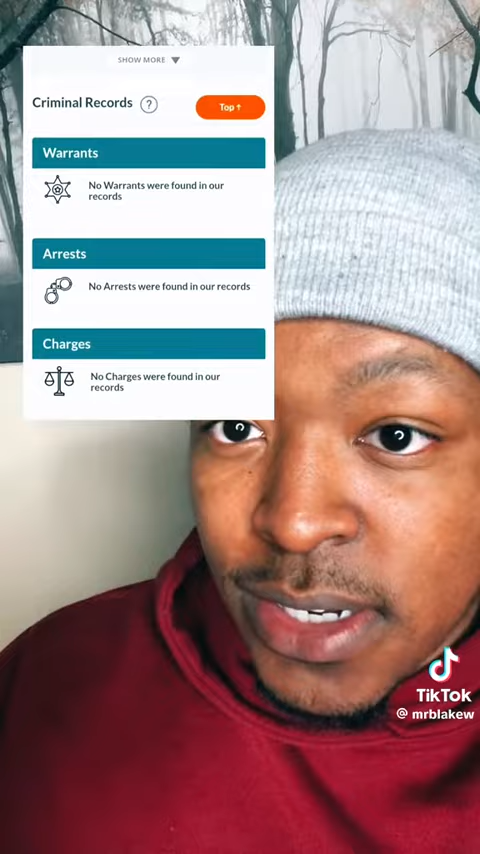 SHOW MORE
Criminal Records ?
Top ↑
Warrants
No Warrants were found in our
records
Arrests
No Arrests were found in our records
Charges
No Charges were found in our
records
TikTok
@ mrblakew